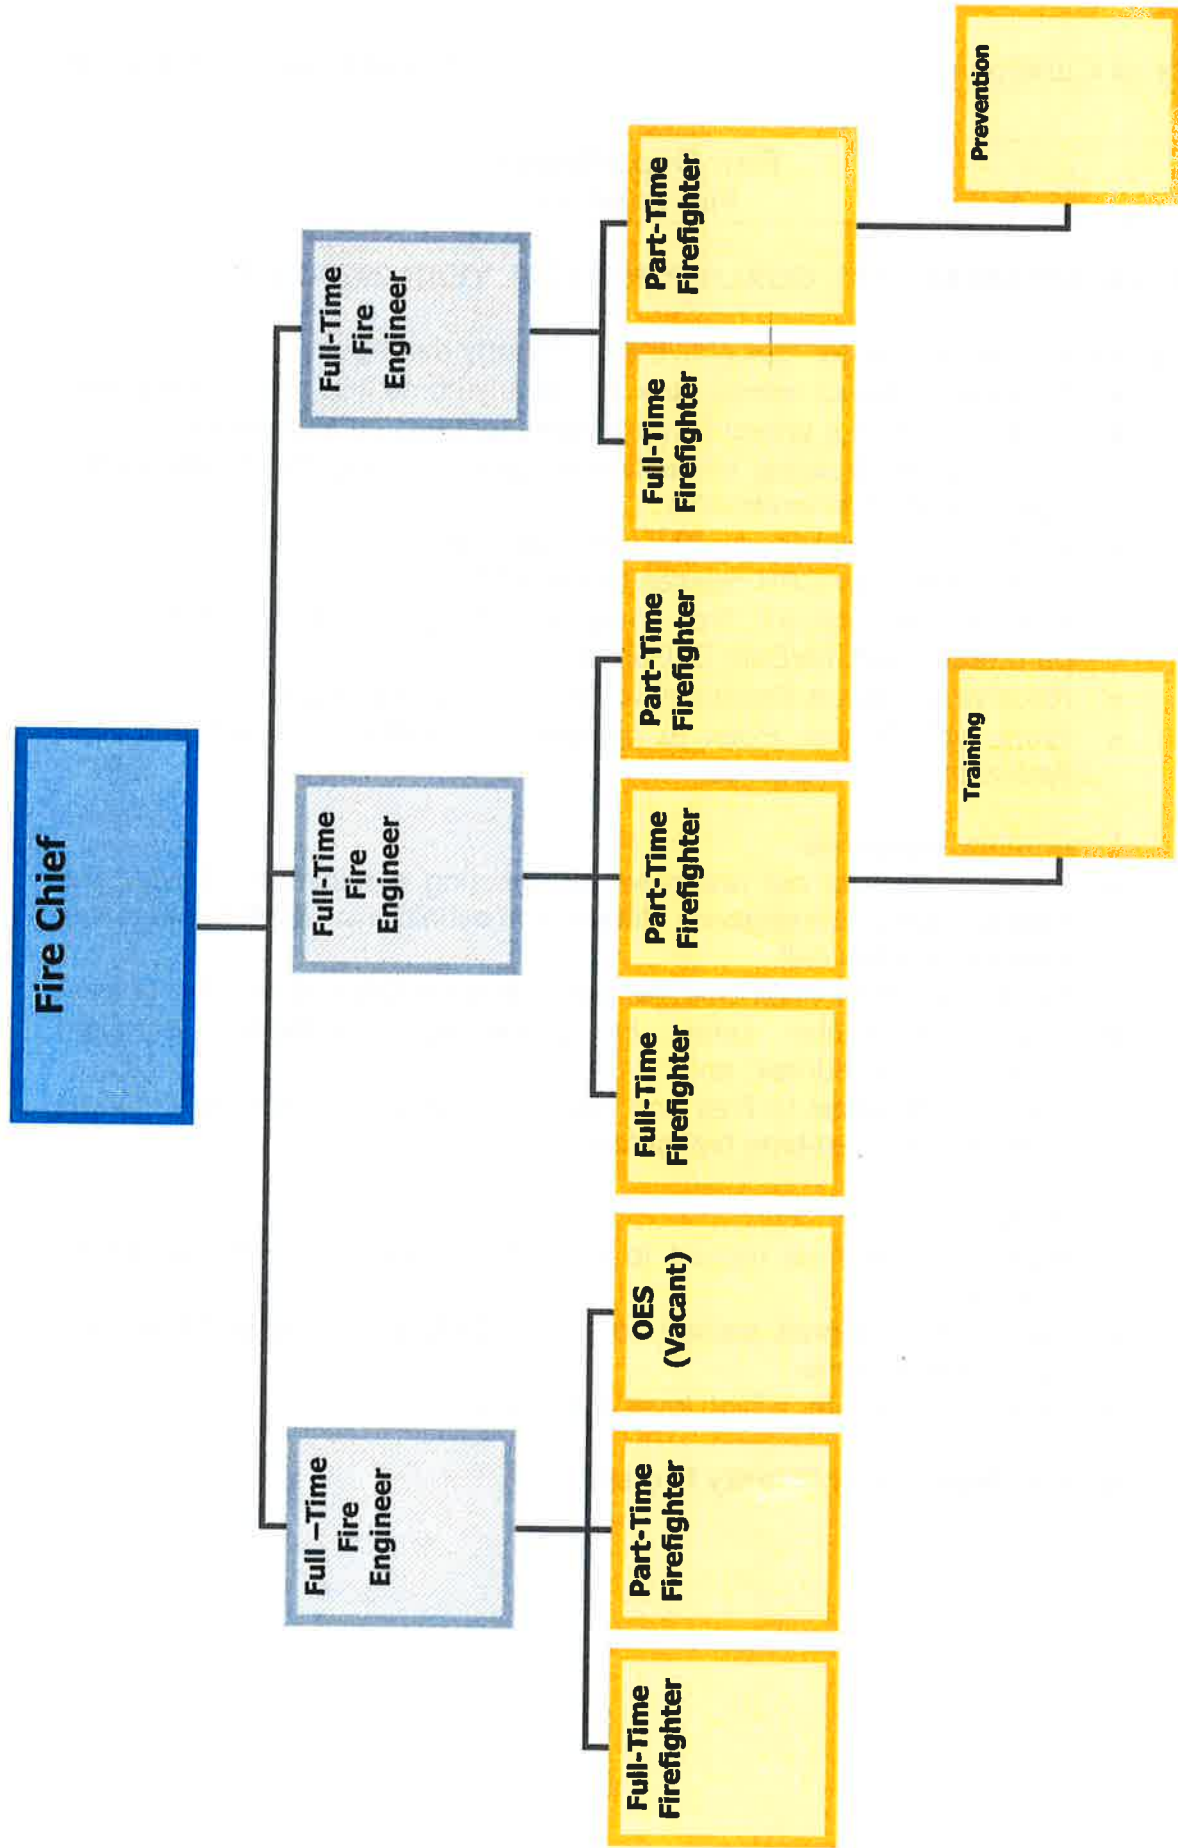 Fire Chief
Full –Time
Fire
Engineer
Full-Time
Fire
Engineer
Full-Time
Fire
Engineer
Full-Time
Firefighter
Part-Time
Firefighter
OES
(Vacant)
Full-Time
Firefighter
Part-Time
Firefighter
Part-Time
Firefighter
Full-Time
Firefighter
Part-Time
Firefighter
Training
Prevention